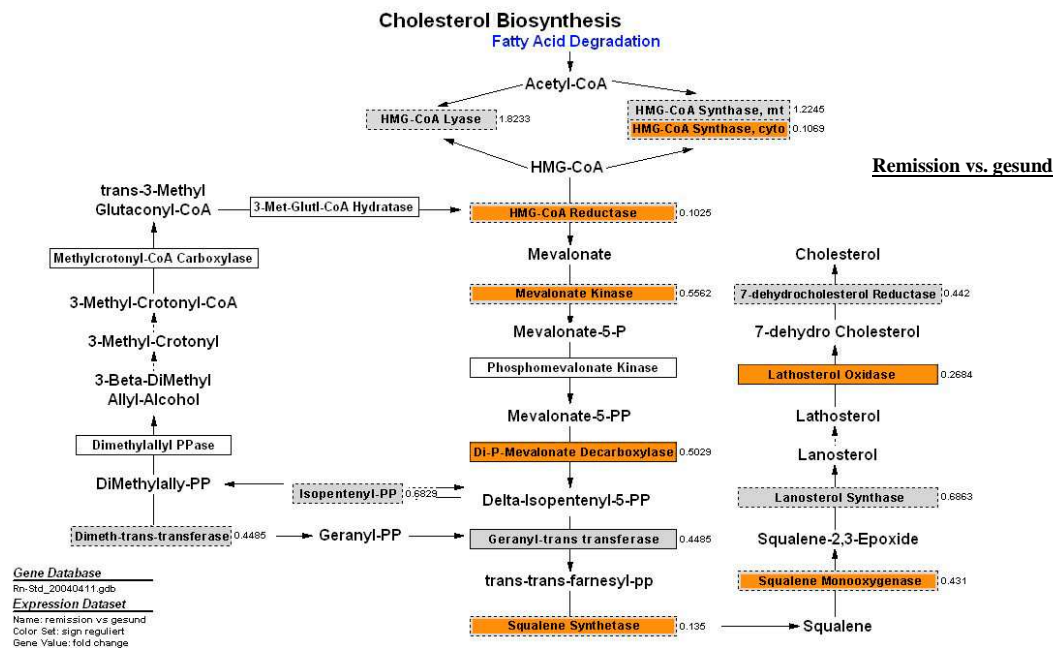 Cholesterol Biosynthesis
Fatty Acid Degradation
Acetyl-CoA
HMG-CoA Lyase 1.8233
HMG-CoA Synthase, mt 1.2245
HMG-CoA Synthase, cyto 0.1069
HMG-CoA
Remission vs. gesund
trans-3-Methyl
Glutaconyl-CoA
3-Met-Glutl-CoA Hydratase
HMG-CoA Reductase 0.1025
Methylcrotonyl-CoA Carboxylase
Mevalonate
Cholesterol
3-Methyl-Crotonyl-CoA
Mevalonate Kinase 0.5562
7-dehydrocholesterol Reductase 0.442
3-Methyl-Crotonyl
Mevalonate-5-P
7-dehydro Cholesterol
Phosphomevalonate Kinase
Lathosterol Oxidase 0.2684
3-Beta-DiMethyl
Allyl-Alcohol
Mevalonate-5-PP
Lathosterol
Dimethylallyl PPase
Di-P-Mevalonate Decarboxylase 0.5029
Lanosterol
DiMethylally-PP
Isopentenyl-PP 0.6829
Delta-Isopentenyl-5-PP
Lanosterol Synthase 0.6863
Dimeth-trans-transferase 0.4485
Geranyl-PP
Geranyl-trans transferase 0.4485
Squalene-2,3-Epoxide
trans-trans-farnesyl-pp
Squalene Monooxygenase 0.431
Squalene Synthetase 0.135
Squalene
Gene Database
Rn-Std_20040411.gdb
Expression Dataset
Name: remission vs gesund
Color Set: sign reguliert
Gene Value: fold change